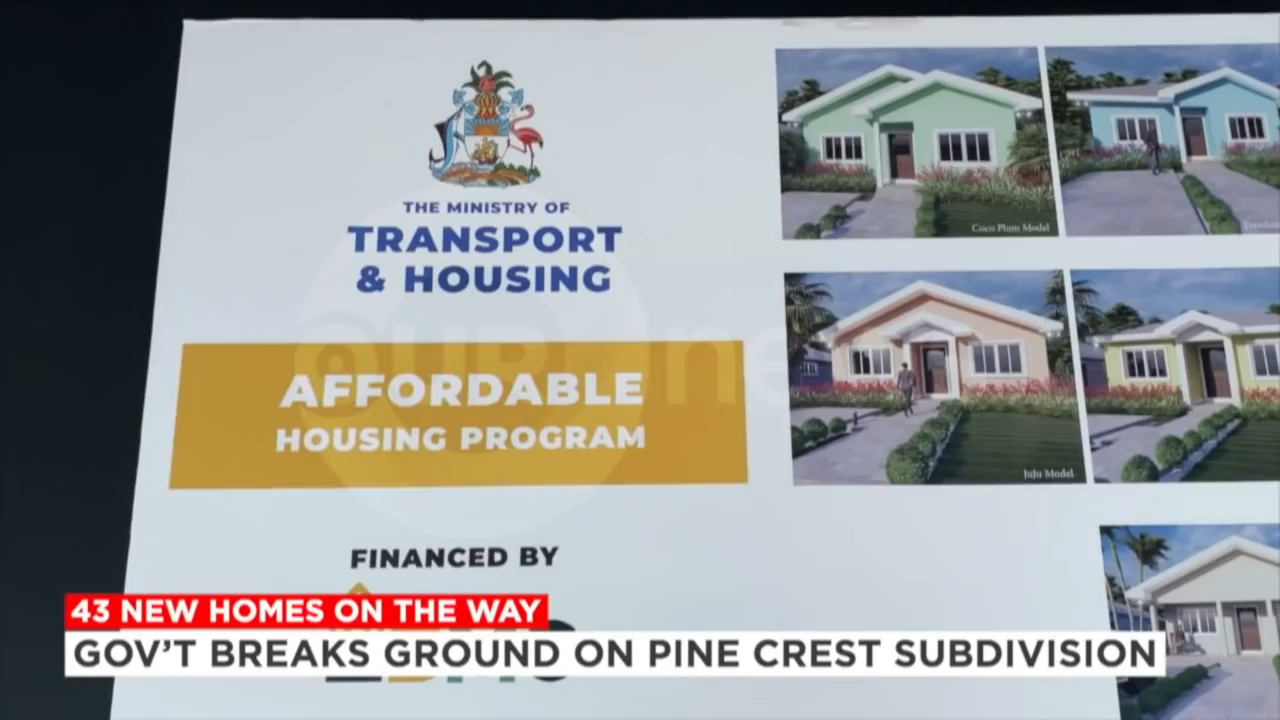 THE MINISTRY OF
TRANSPORT
& HOUSING
AFFORDABLE
HOUSING PROGRAM
FINANCED BY
Coco Plum Model
JuJu Model
43 NEW HOMES ON THE WAY
GOV'T BREAKS GROUND ON PINE CREST SUBDIVISION